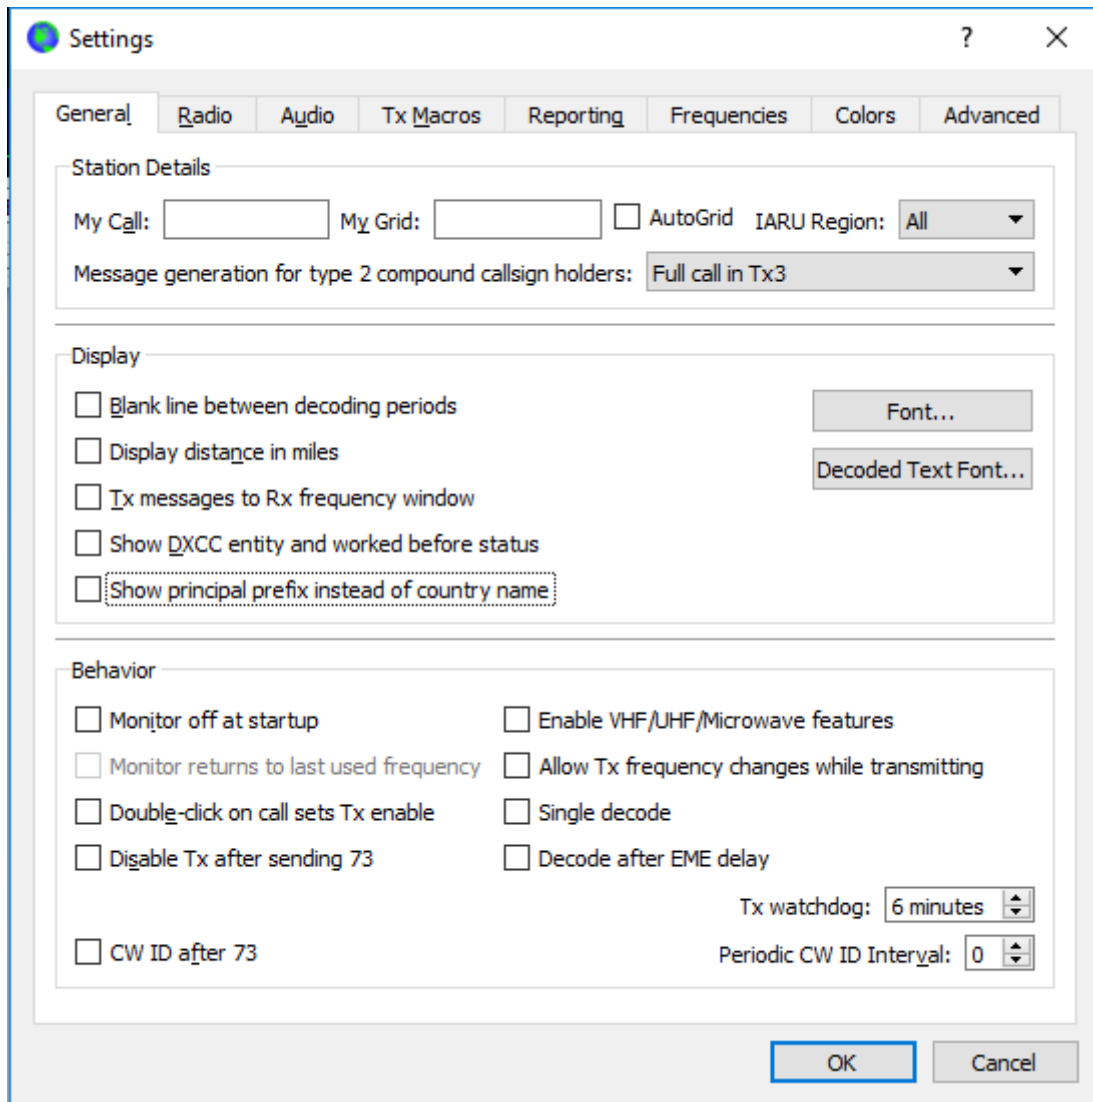 Settings
?
General Radio Audio Tx Macros Reporting Frequencies Colors Advanced
Station Details
My Call: My Grid: AutoGrid IARU Region: All
Message generation for type 2 compound callsign holders: Full call in Tx3
Display
Blank line between decoding periods Font...
Display distance in miles
Decoded Text Font...
Tx messages to Rx frequency window
Show DXCC entity and worked before status
Show principal prefix instead of country name
Behavior
Monitor off at startup Enable VHF/UHF/Microwave features
Monitor returns to last used frequency Allow Tx frequency changes while transmitting
Double-click on call sets Tx enable Single decode
Disable Tx after sending 73 Decode after EME delay
Tx watchdog: 6 minutes
CW ID after 73 Periodic CW ID Interval: 0
OK Cancel